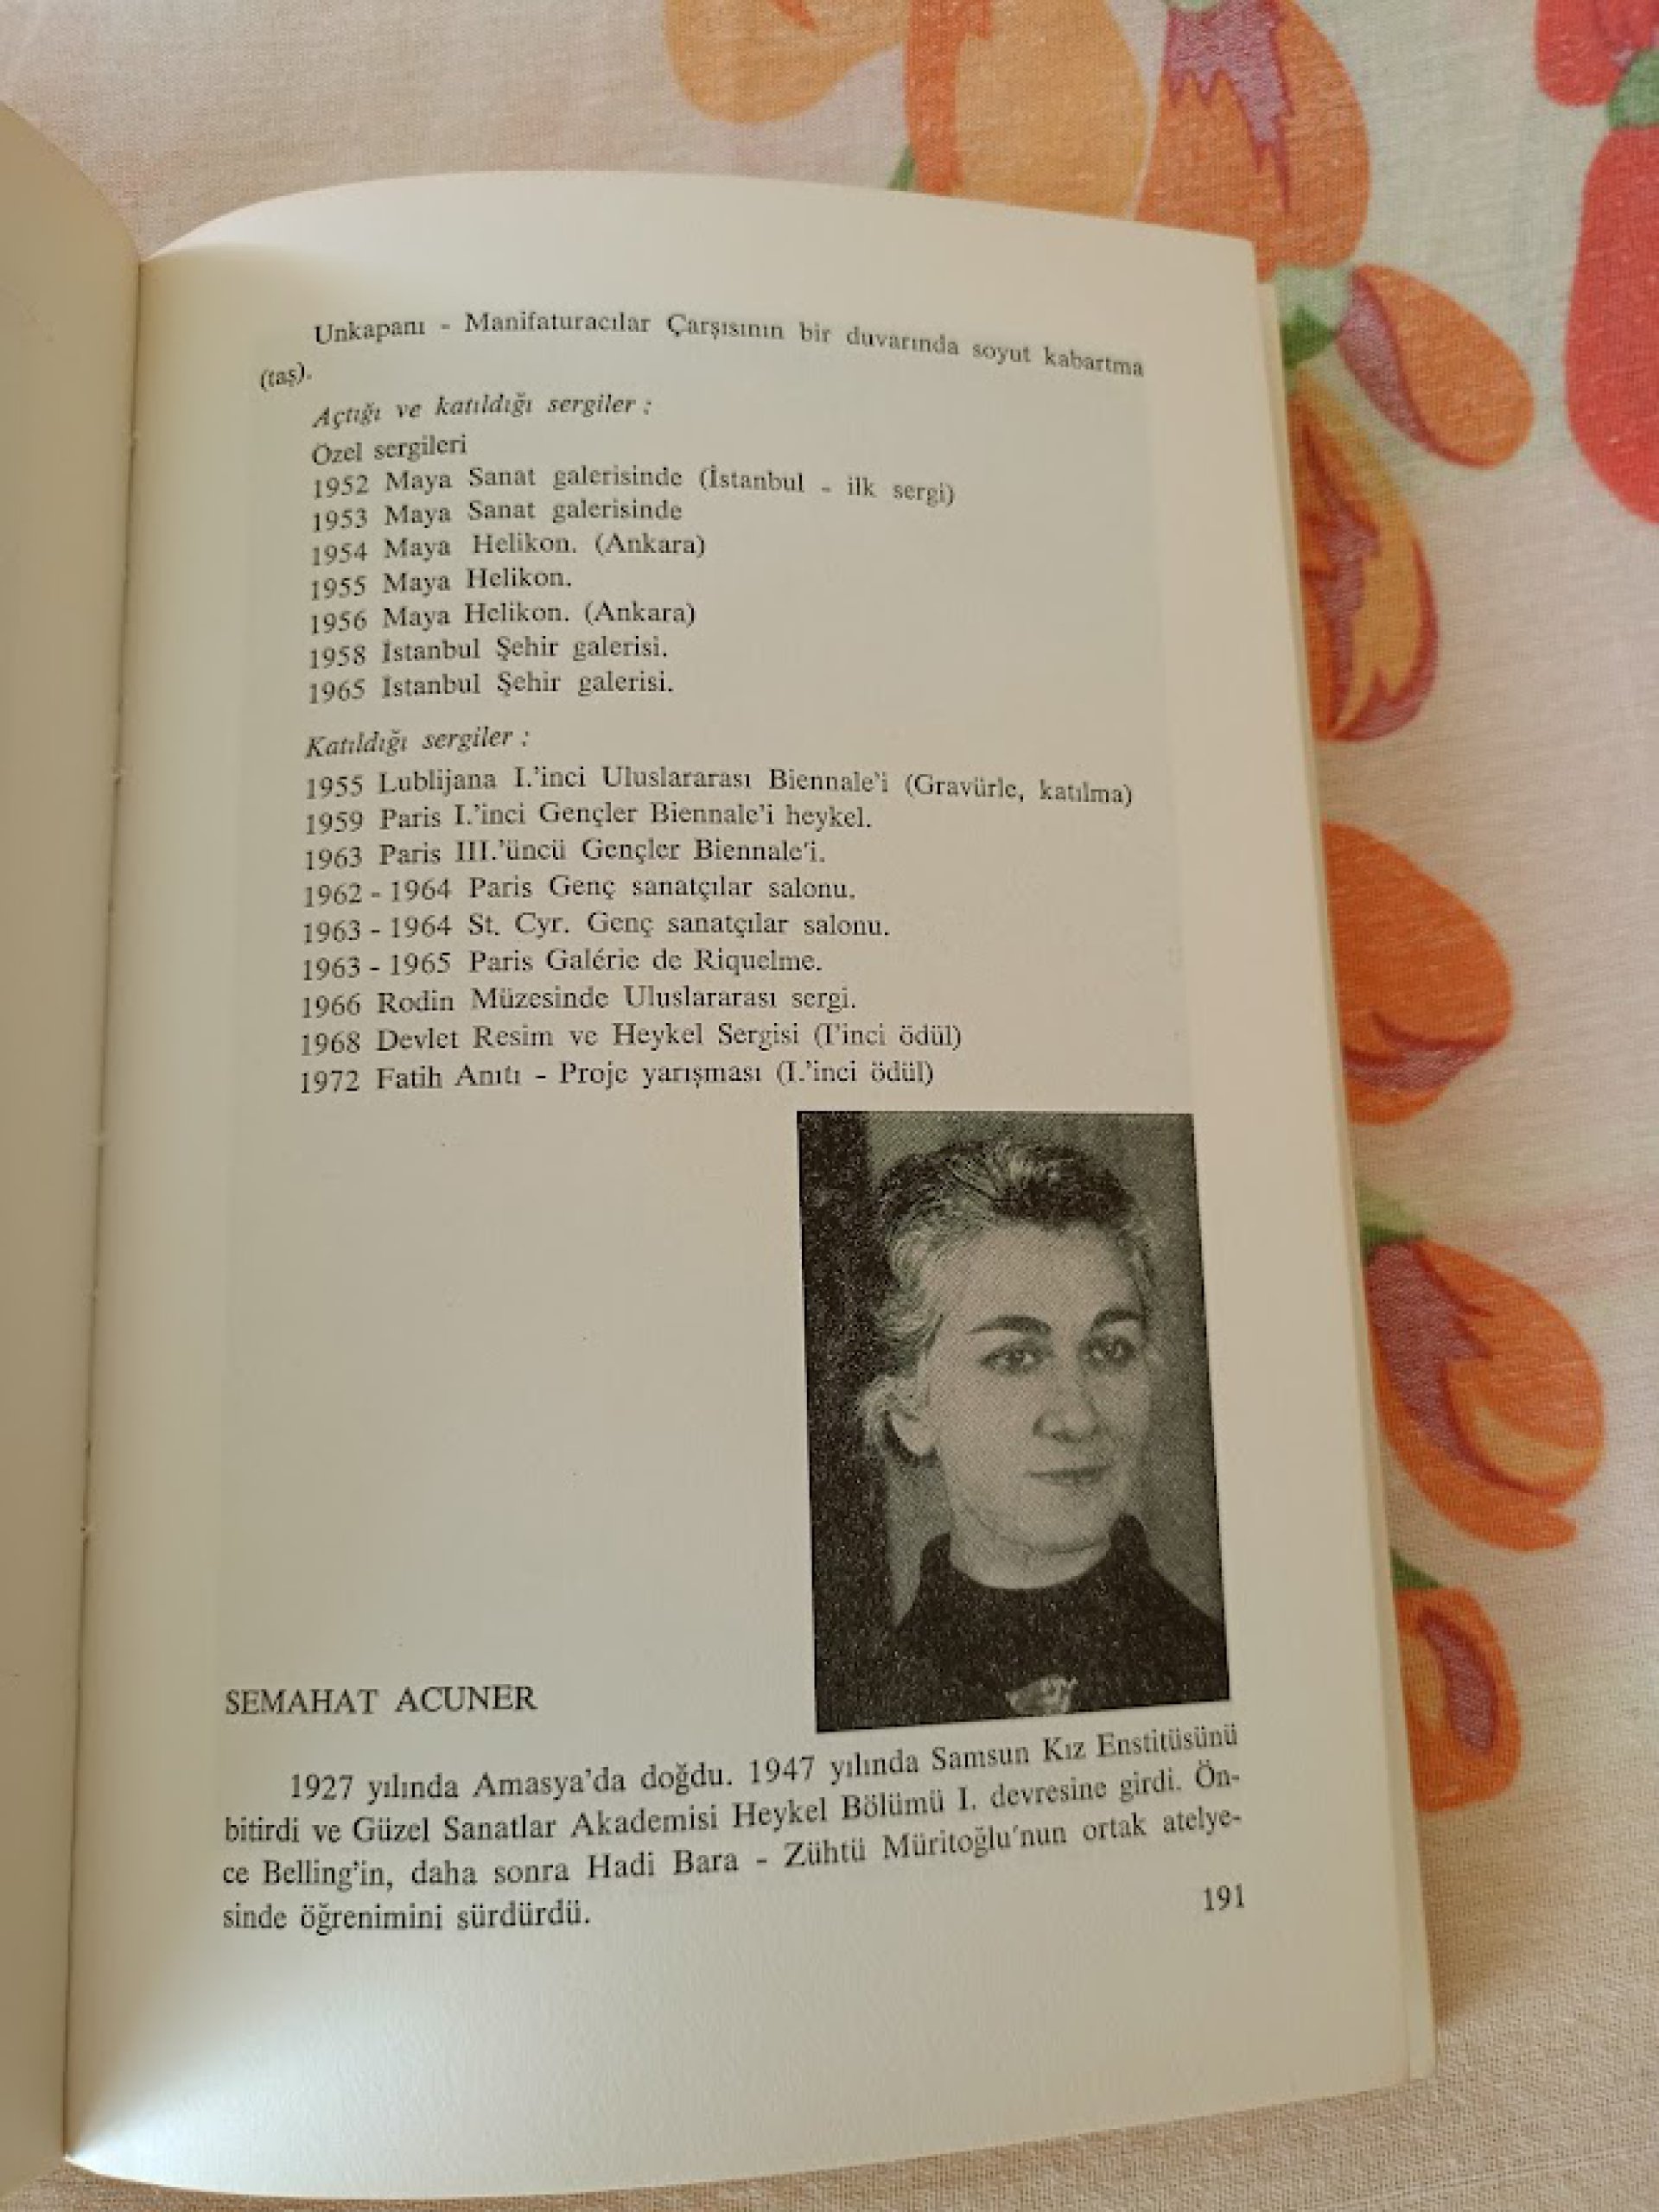 Unkapanı - Manifaturacılar Çarşısının bir duvarında soyut kabartma
(taş).
Açtığı ve katıldığı sergiler :
Özel sergileri
1952 Maya Sanat galerisinde (İstanbul - ilk sergi)
1953 Maya Sanat galerisinde
1954 Maya Helikon. (Ankara)
1955 Maya Helikon.
1956 Maya Helikon. (Ankara)
1958 İstanbul Şehir galerisi.
1965 İstanbul Şehir galerisi.
Katıldığı sergiler :
1955 Lublijana I.'inci Uluslararası Biennale'i (Gravürle, katılma)
1959 Paris I.'inci Gençler Biennale'i heykel.
1963 Paris III.'üncü Gençler Biennale'i.
1962 - 1964 Paris Genç sanatçılar salonu.
1963 - 1964 St. Cyr. Genç sanatçılar salonu.
1963 - 1965 Paris Galérie de Riquelme.
1966 Rodin Müzesinde Uluslararası sergi.
1968 Devlet Resim ve Heykel Sergisi (I'inci ödül)
1972 Fatih Anıtı - Proje yarışması (I.'inci ödül)
SEMAHAT ACUNER
1927 yılında Amasya'da doğdu. 1947 yılında Samsun Kız Enstitüsünü
bitirdi ve Güzel Sanatlar Akademisi Heykel Bölümü I. devresine girdi. Ön-
ce Belling'in, daha sonra Hadi Bara - Zühtü Müritoğlu'nun ortak atelye-
sinde öğrenimini sürdürdü.
191